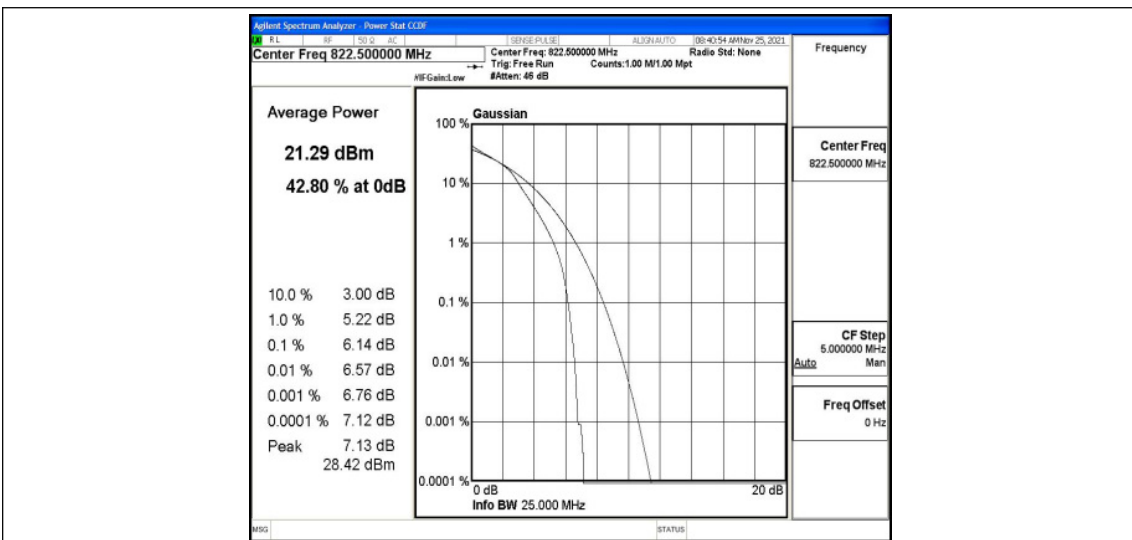 Agilent Spectrum Analyzer - Power Stat CCDF
RL RF 50 Ω AC SENSE:PULSE ALIGN AUTO 08:40:54 AM Nov 25, 2021
Center Freq 822.500000 MHz
Center Freq: 822.500000 MHz Radio Std: None
Trig: Free Run Counts:1.00 M/1.00 Mpt
#IFGain:Low #Atten: 46 dB
Frequency
Average Power
21.29 dBm
42.80 % at 0dB
10.0 % 3.00 dB
1.0 % 5.22 dB
0.1 % 6.14 dB
0.01 % 6.57 dB
0.001 % 6.76 dB
0.0001 % 7.12 dB
Peak 7.13 dB
28.42 dBm
Gaussian
100 %
10 %
1 %
0.1 %
0.01 %
0.001 %
0.0001 %
0 dB 20 dB
Info BW 25.000 MHz
Center Freq
822.500000 MHz
CF Step
5.000000 MHz
Auto Man
Freq Offset
0 Hz
MSG STATUS